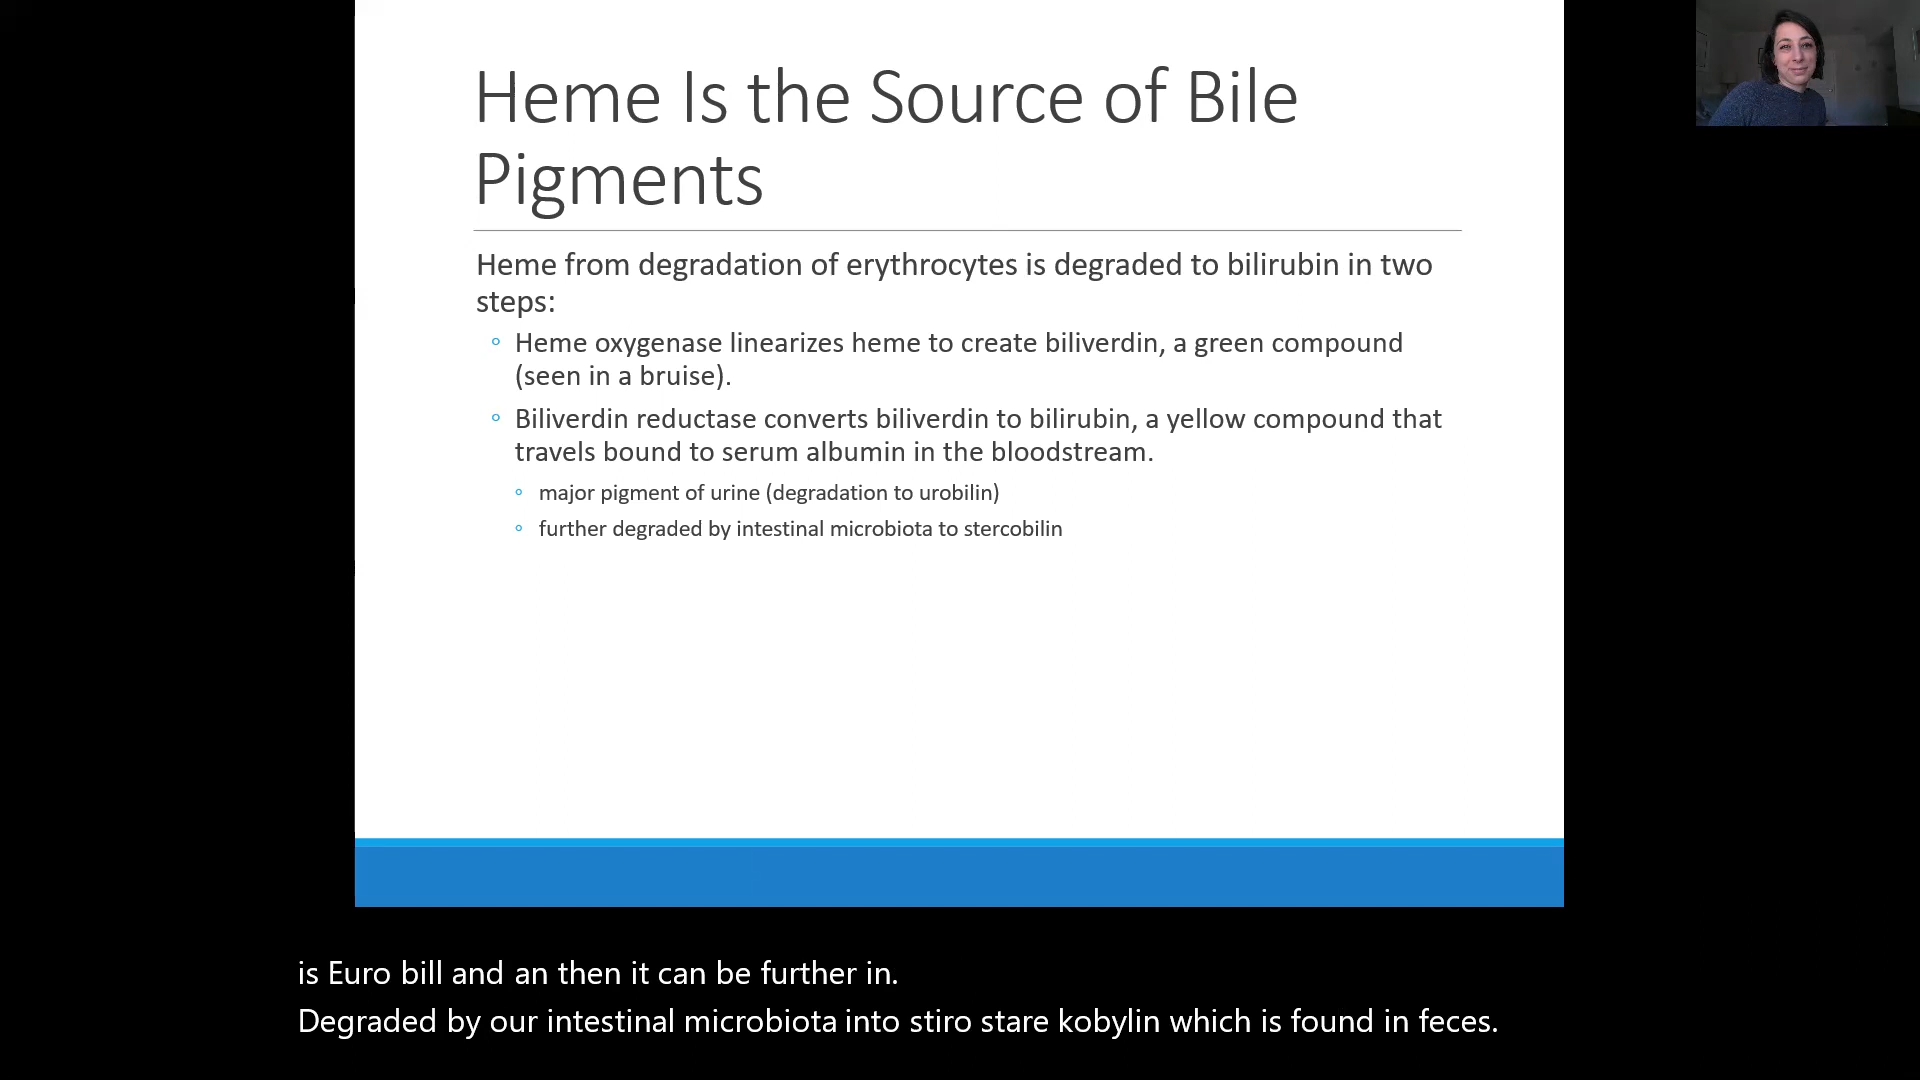 Heme Is the Source of Bile
Pigments
Heme from degradation of erythrocytes is degraded to bilirubin in two
steps:
◦ Heme oxygenase linearizes heme to create biliverdin, a green compound
(seen in a bruise).
◦ Biliverdin reductase converts biliverdin to bilirubin, a yellow compound that
travels bound to serum albumin in the bloodstream.
◦ major pigment of urine (degradation to urobilin)
◦ further degraded by intestinal microbiota to stercobilin
is Euro bill and an then it can be further in.
Degraded by our intestinal microbiota into stiro stare kobylin which is found in feces.